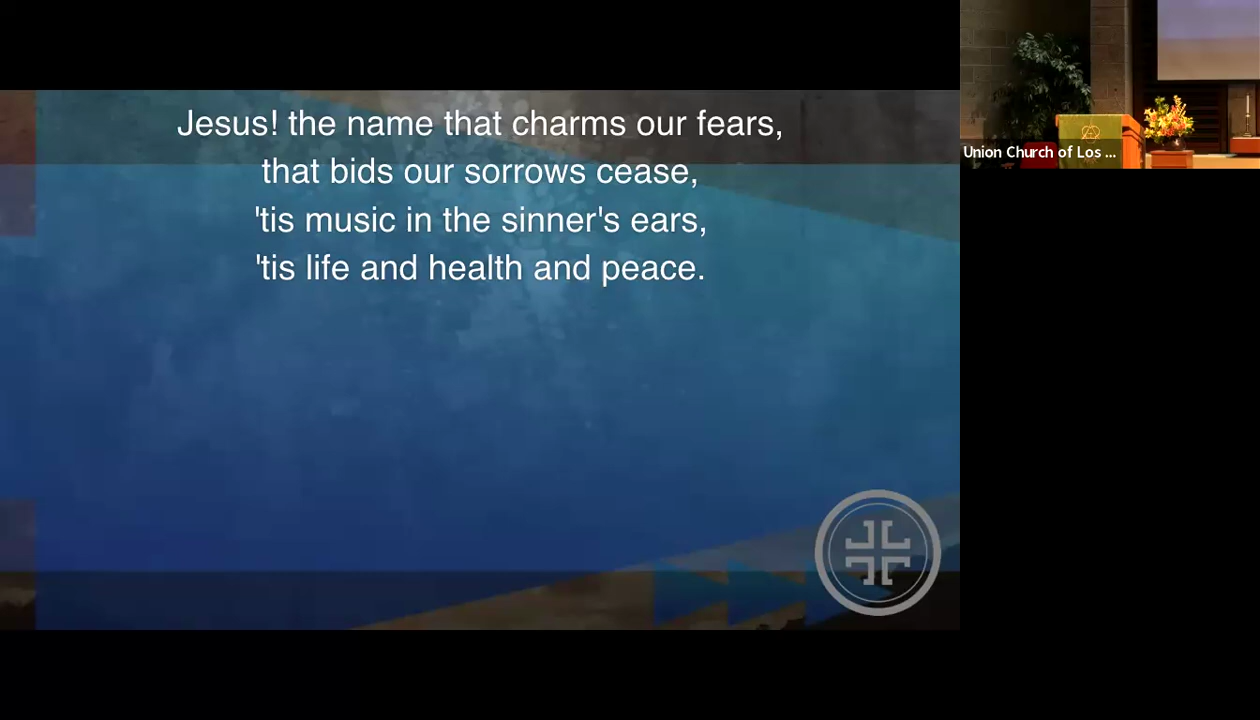 Jesus! the name that charms our fears,
that bids our sorrows cease,
'tis music in the sinner's ears,
'tis life and health and peace.
Union Church of Los ...